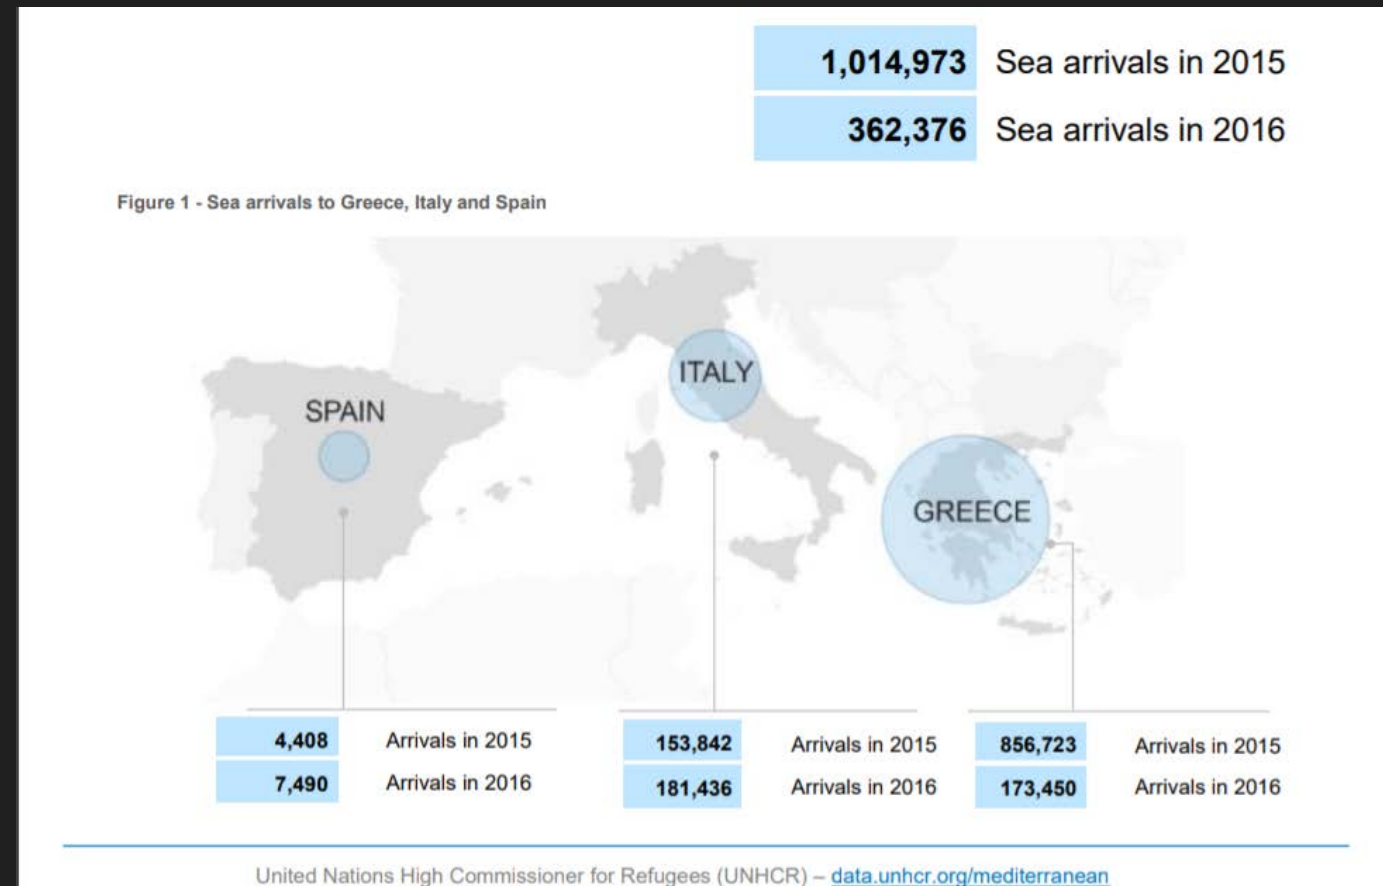 1,014,973 Sea arrivals in 2015
362,376 Sea arrivals in 2016
Figure 1 - Sea arrivals to Greece, Italy and Spain
ITALY
SPAIN
GREECE
4,408 Arrivals in 2015
7,490 Arrivals in 2016
153,842 Arrivals in 2015
181,436 Arrivals in 2016
856,723 Arrivals in 2015
173,450 Arrivals in 2016
United Nations High Commissioner for Refugees (UNHCR) – data.unhcr.org/mediterranean